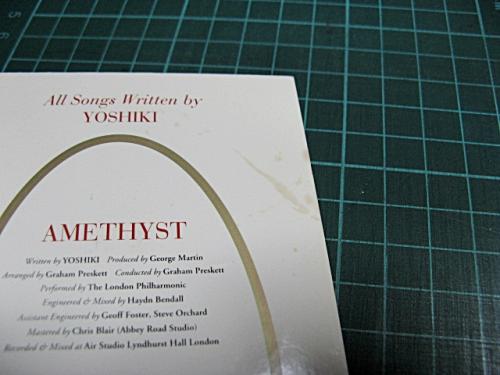 All Songs Written by
YOSHIKI
AMETHYST
Written by YOSHIKI Produced by George Martin
Arranged by Graham Preskett Conducted by Graham Preskett
Performed by The London Philharmonic
Engineered & Mixed by Haydn Bendall
Assistant Engineered by Geoff Foster, Steve Orchard
Mastered by Chris Blair (Abbey Road Studio)
Recorded & Mixed at Air Studio Lyndhurst Hall London